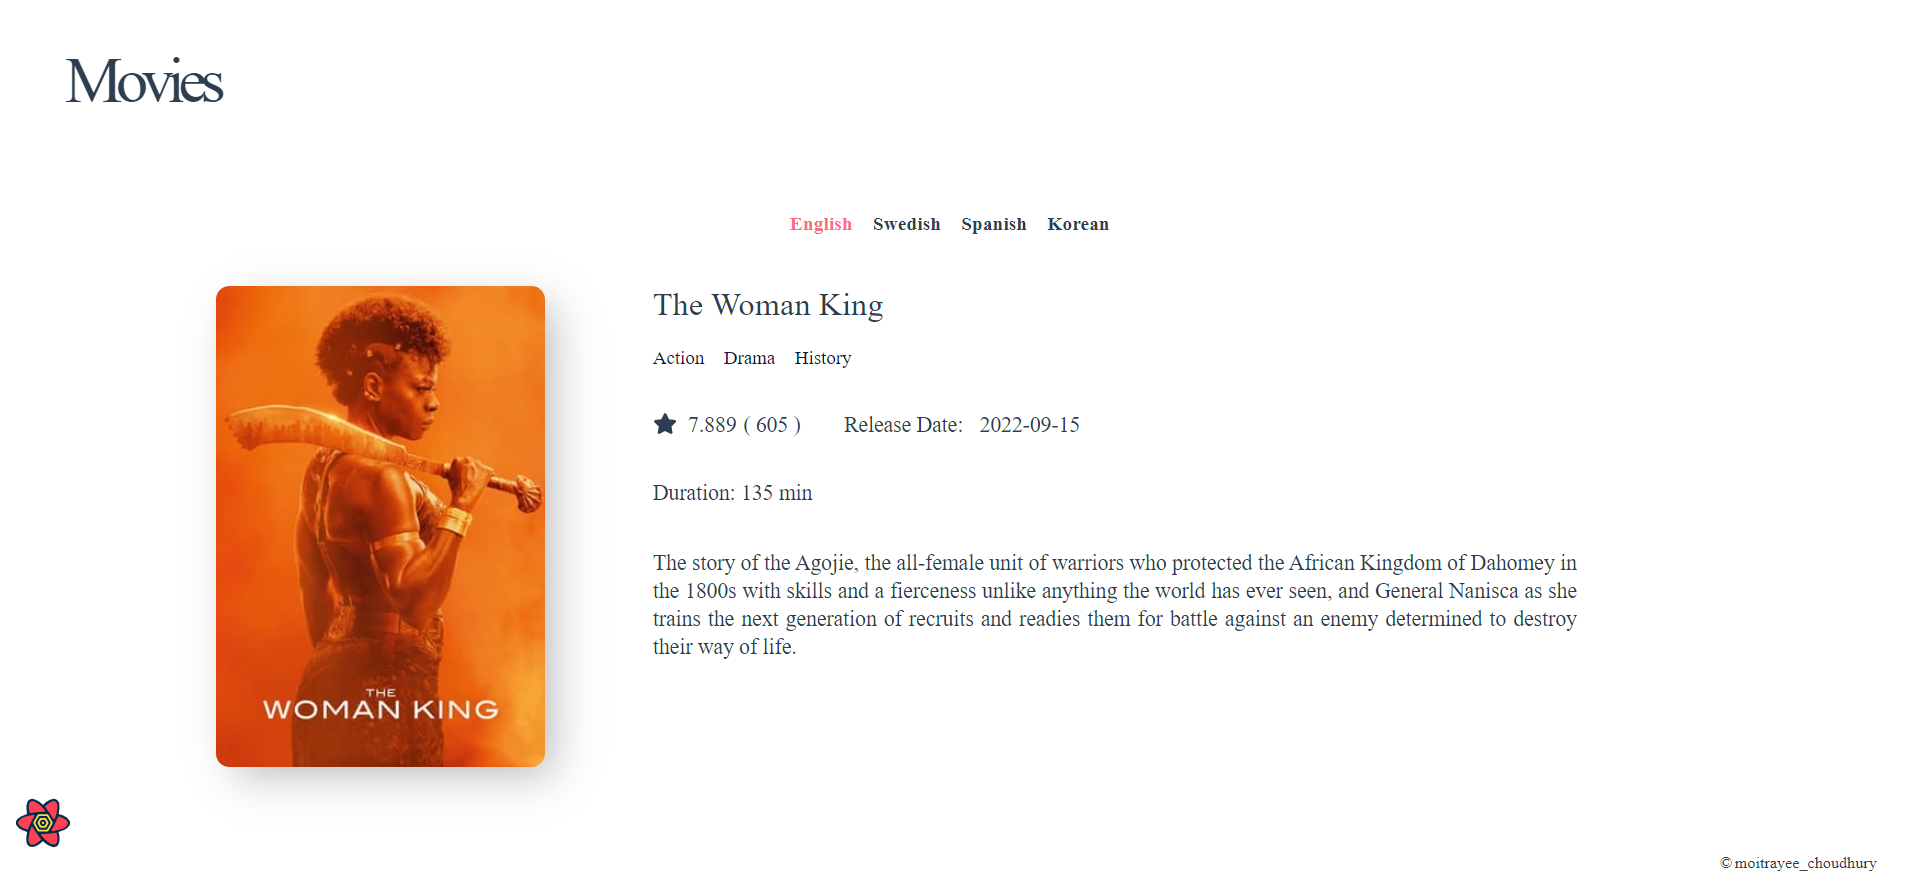 Movies
English Swedish Spanish Korean
The Woman King
Action Drama History
7.889 ( 605 ) Release Date: 2022-09-15
Duration: 135 min
The story of the Agojie, the all-female unit of warriors who protected the African Kingdom of Dahomey in
the 1800s with skills and a fierceness unlike anything the world has ever seen, and General Nanisca as she
trains the next generation of recruits and readies them for battle against an enemy determined to destroy
their way of life.
THE
WOMAN KING
© moitrayee_choudhury